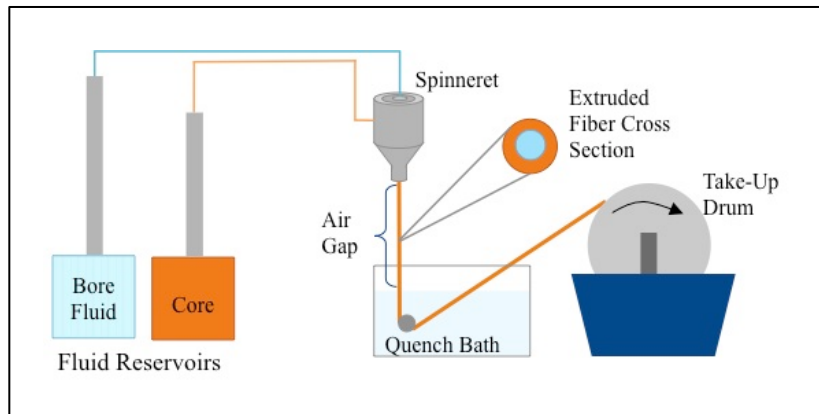 Spinneret
Extruded
Fiber Cross
Section
Take-Up
Drum
Air
Gap
Bore
Fluid
Core
Quench Bath
Fluid Reservoirs